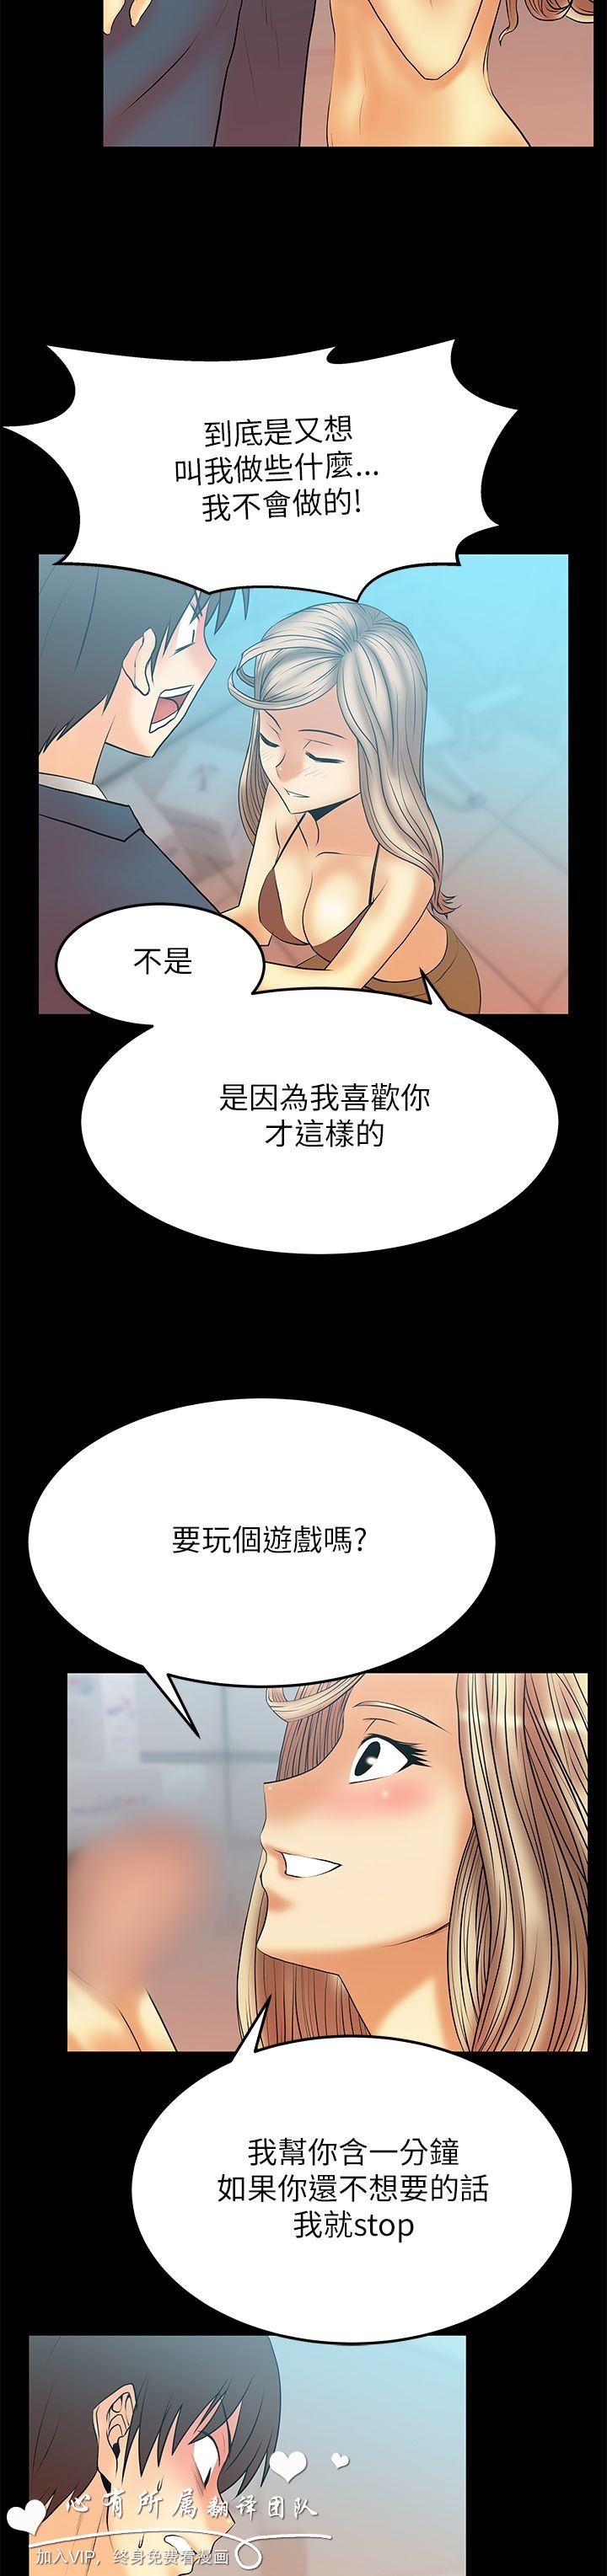 到底是又想
叫我做些什麼...
我不會做的!
不是
是因為我喜歡你
才這樣的
要玩個遊戲嗎?
我幫你含一分鐘
如果你還不想要的話
我就stop
心有所属翻译团队
加入VIP，终身免费看漫画